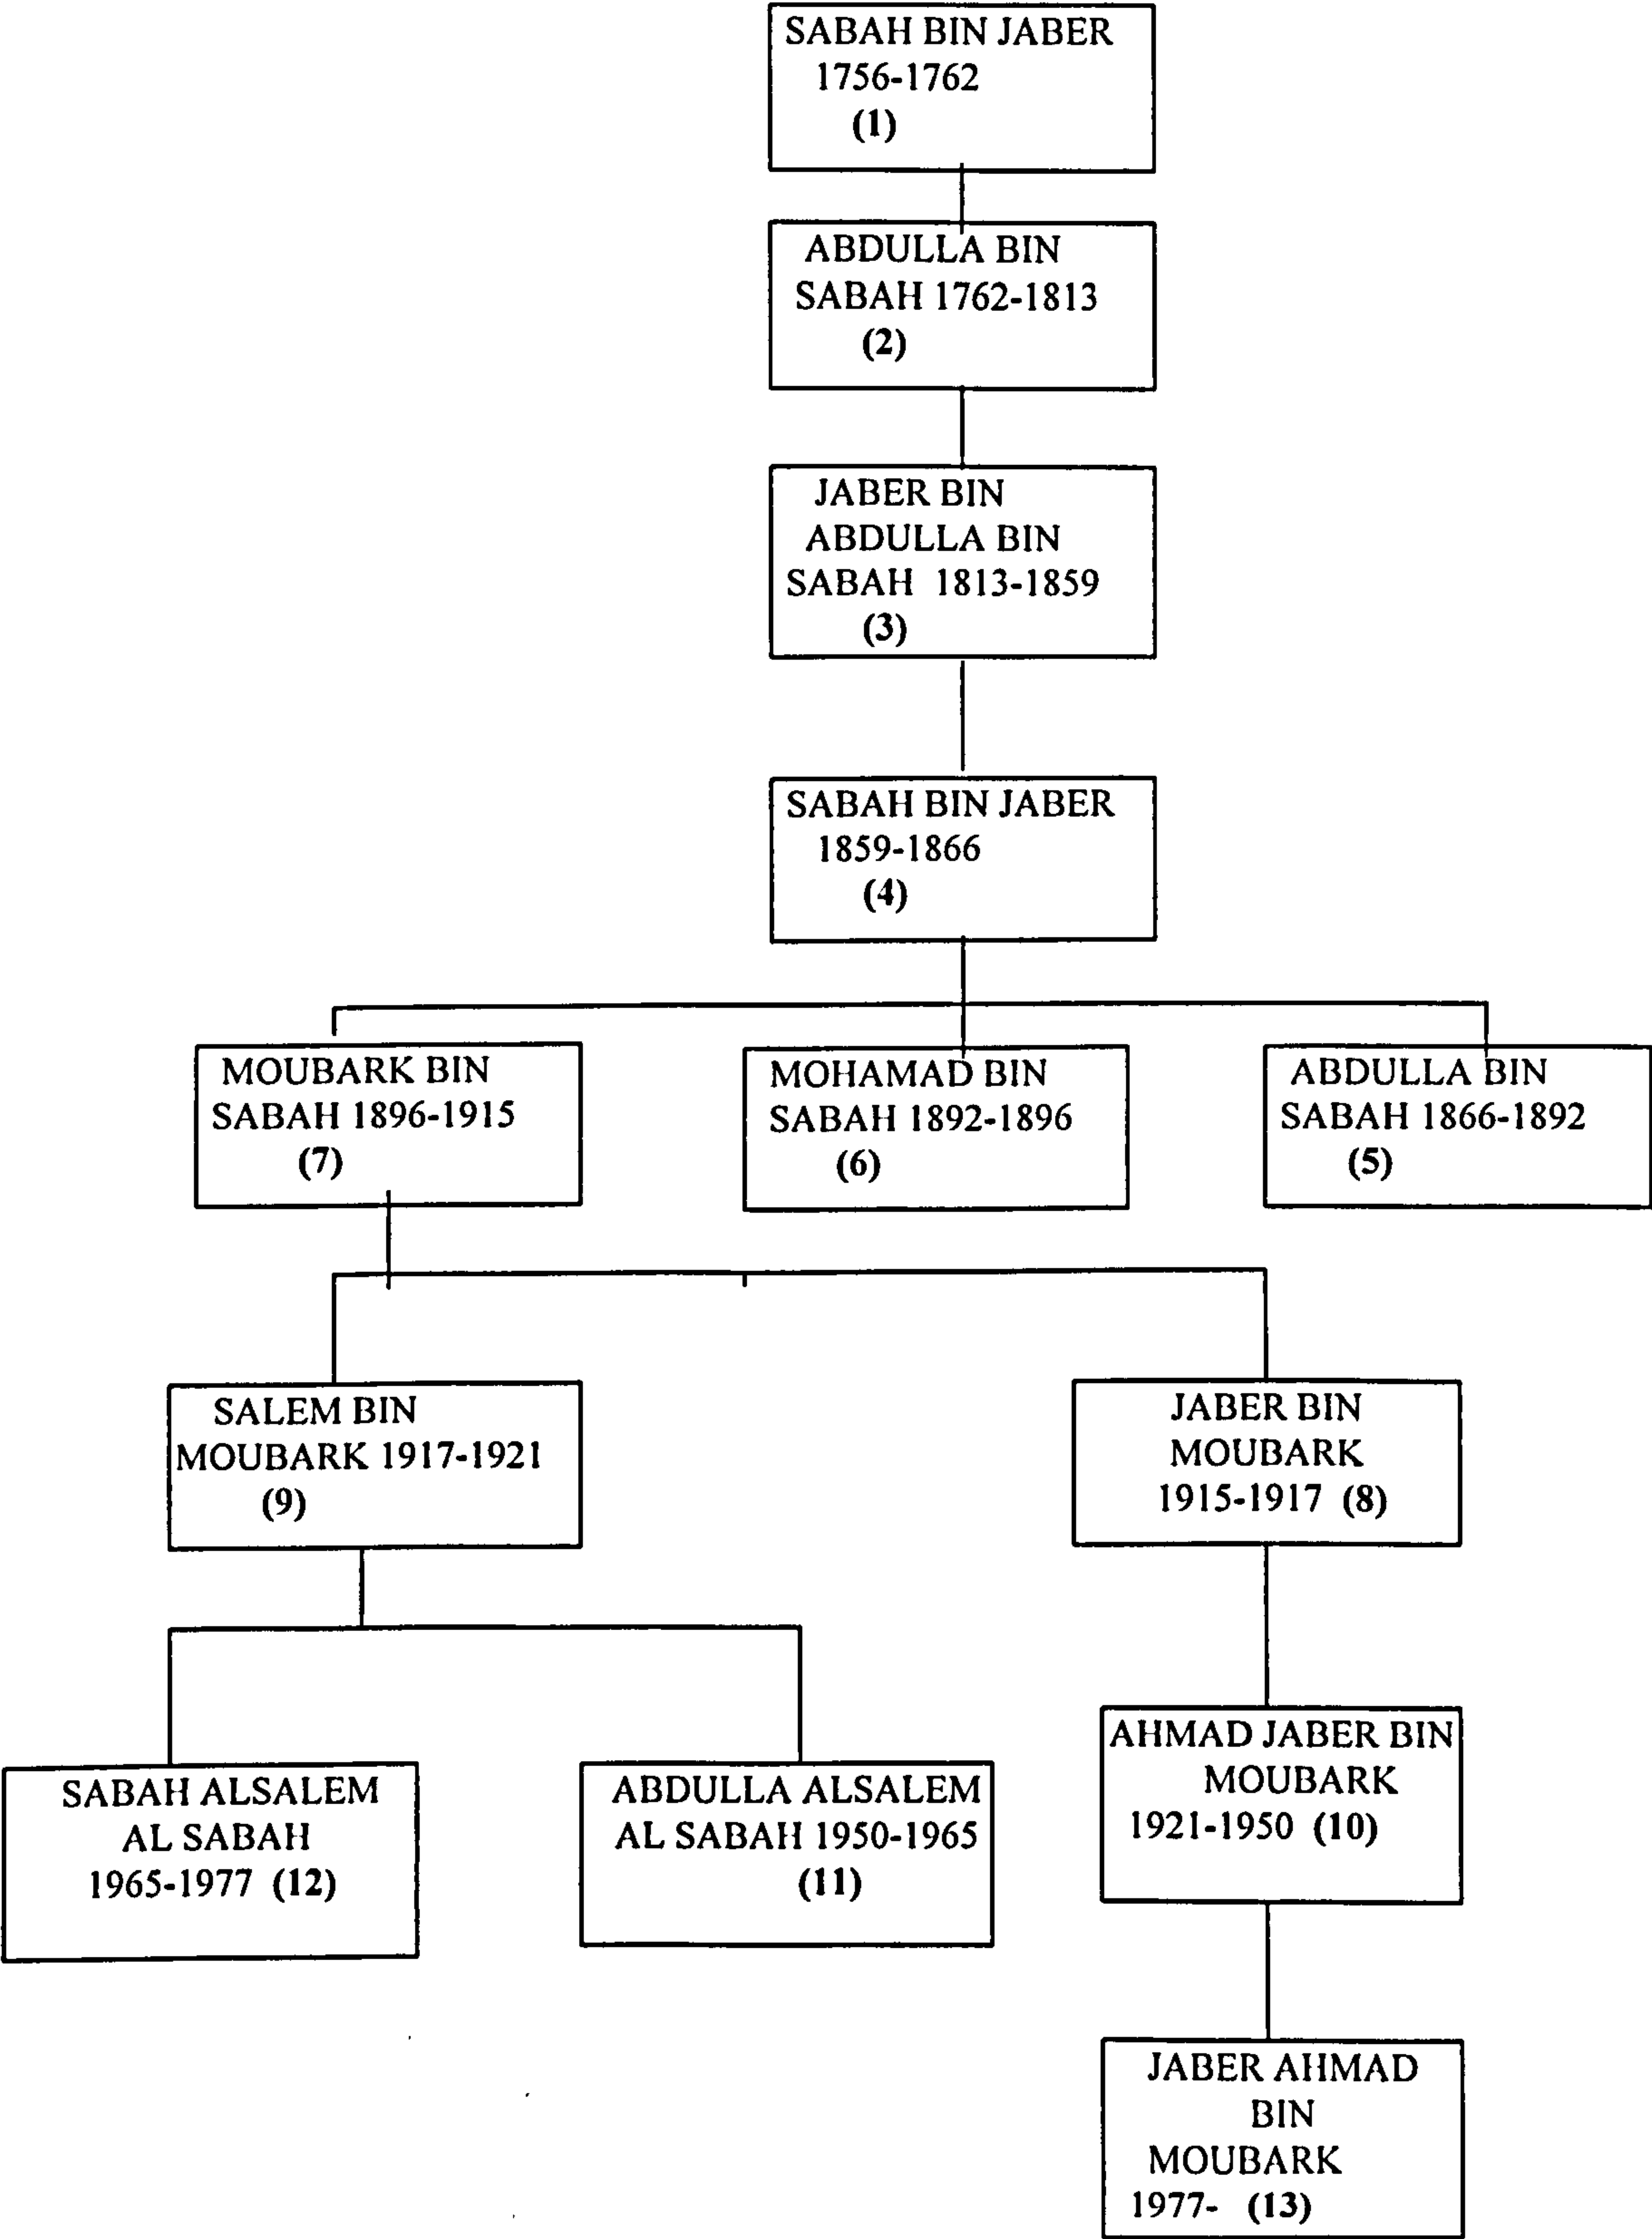 SABAH BIN JABER
1756-1762
(1)
ABDULLA BIN
SABAH 1762-1813
(2)
JABER BIN
ABDULLA BIN
SABAH 1813-1859
(3)
SABAH BIN JABER
1859-1866
(4)
MOUBARK BIN
SABAH 1896-1915
(7)
MOHAMAD BIN
SABAH 1892-1896
(6)
ABDULLA BIN
SABAH 1866-1892
(5)
SALEM BIN
MOUBARK 1917-1921
(9)
JABER BIN
MOUBARK
1915-1917 (8)
SABAH ALSALEM
AL SABAH
1965-1977 (12)
ABDULLA ALSALEM
AL SABAH 1950-1965
(11)
AHMAD JABER BIN
MOUBARK
1921-1950 (10)
JABER AHMAD
BIN
MOUBARK
1977- (13)